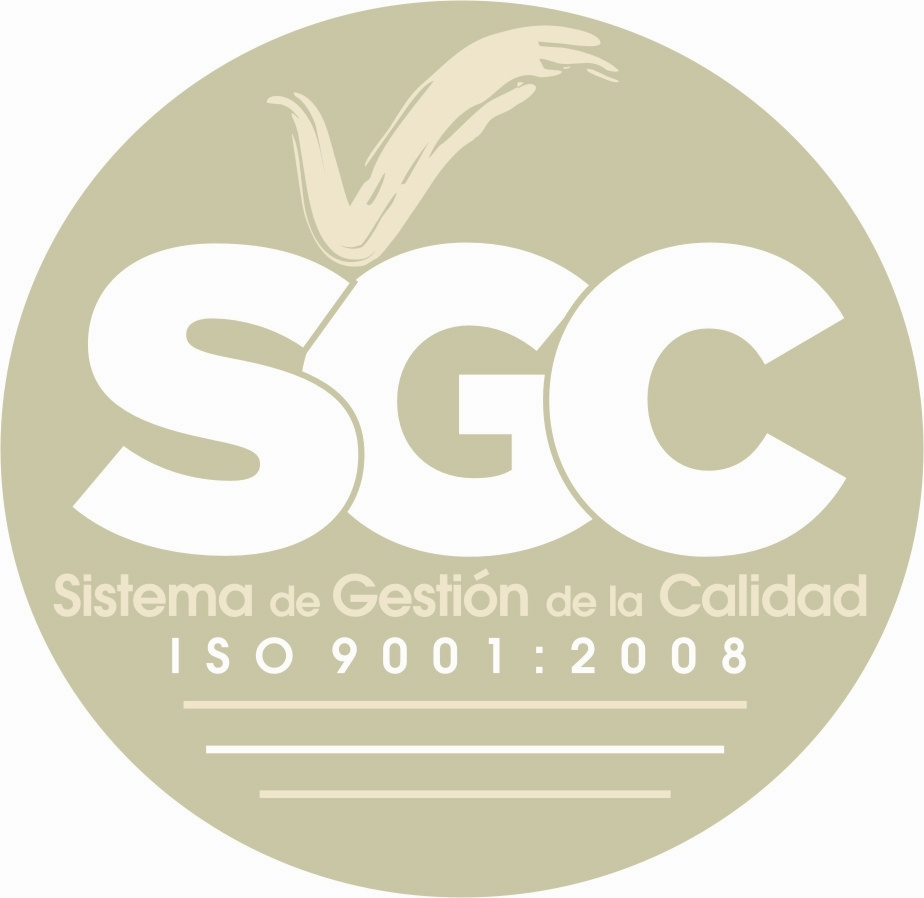 SGC
Sistema de Gestión de la Calidad
ISO 9001:2008